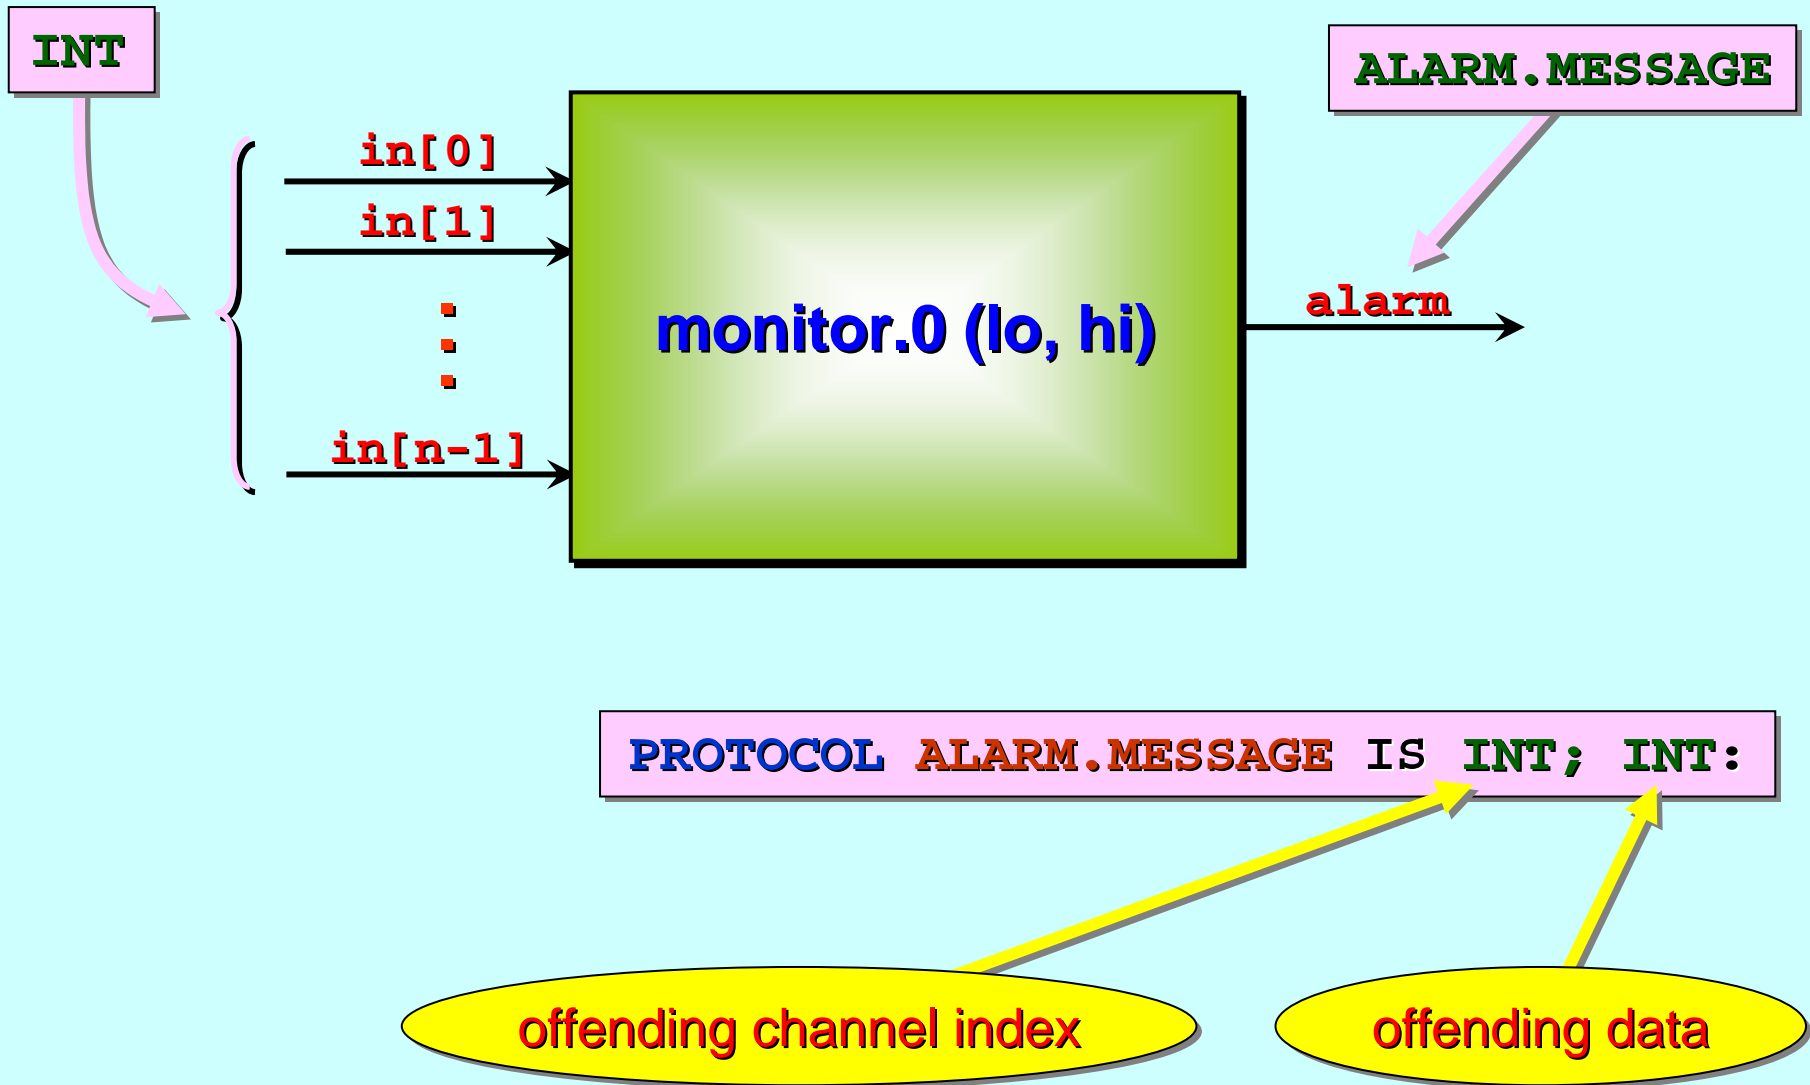 INT
ALARM.MESSAGE
in[0]
in[1]
:
.
in[n-1]
monitor.0 (lo, hi)
alarm
PROTOCOL ALARM.MESSAGE IS INT; INT:
offending channel index
offending data